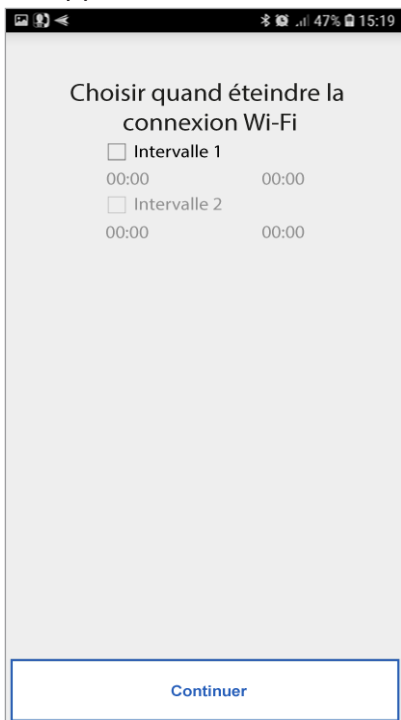 47% 15:19
Choisir quand éteindre la
connexion Wi-Fi
Intervalle 1
00:00 00:00
Intervalle 2
00:00 00:00
Continuer